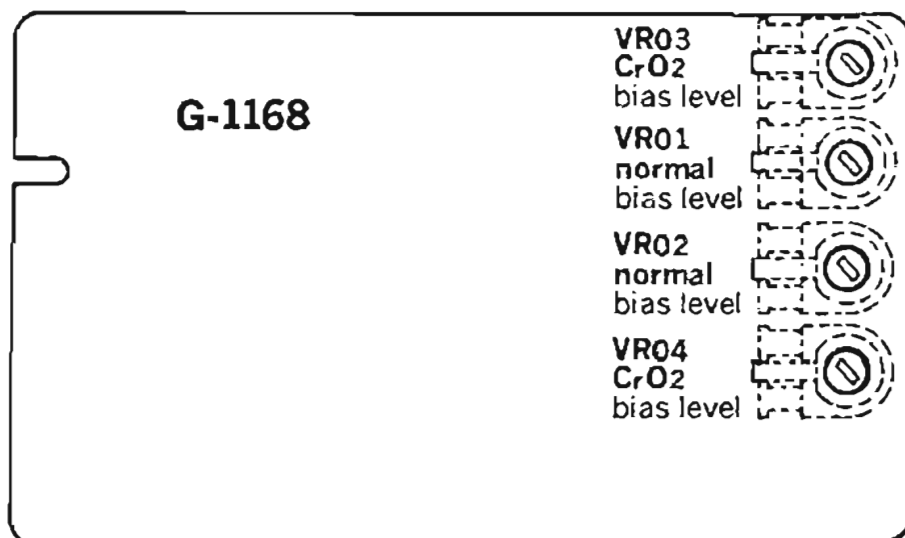 VR03
CrO2
bias level
G-1168
VR01
normal
bias level
VR02
normal
bias level
VR04
CrO2
bias level